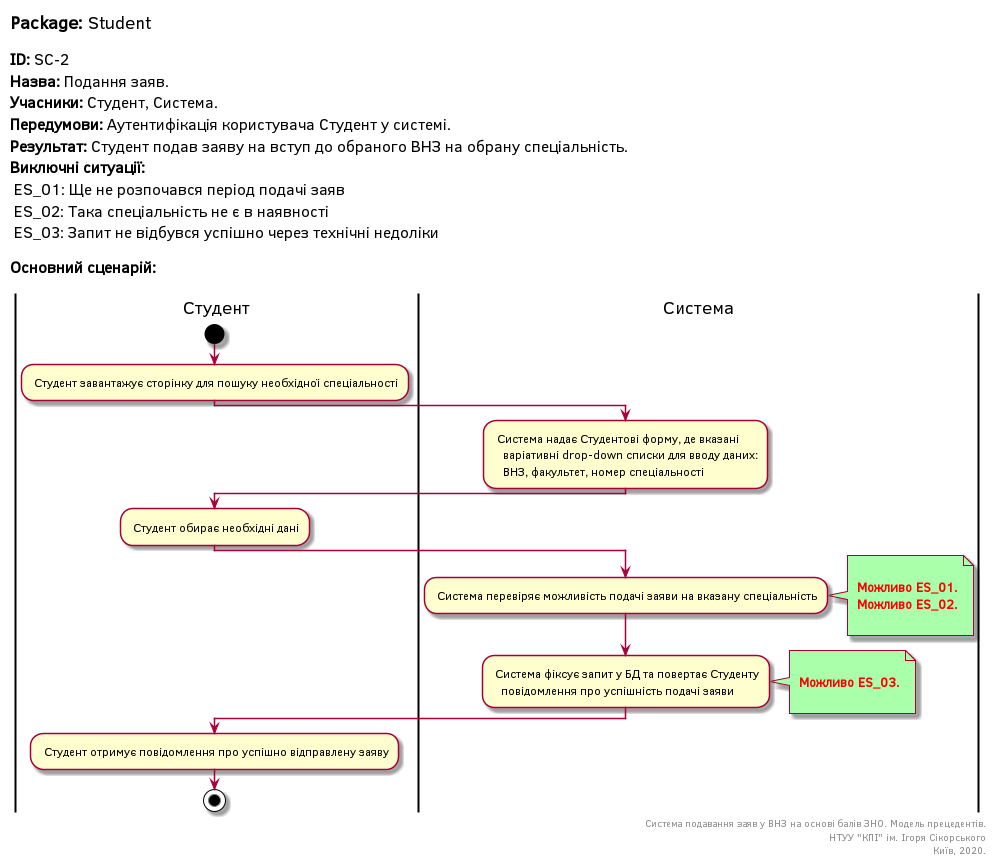 Package: Student
ID: SC-2
Назва: Подання заяв.
Учасники: Студент, Система.
Передумови: Аутентифікація користувача Студент у системі.
Результат: Студент подав заяву на вступ до обраного ВНЗ на обрану спеціальність.
Виключні ситуації:
ES_01: Ще не розпочався період подачі заяв
ES_02: Така спеціальність не є в наявності
ES_03: Запит не відбувся успішно через технічні недоліки
Основний сценарій:
Студент
Система
Студент завантажує сторінку для пошуку необхідної спеціальності
Система надає Студентові форму, де вказані
варіативні drop-down списки для вводу даних:
ВНЗ, факультет, номер спеціальності
Студент обирає необхідні дані
Система перевіряє можливість подачі заяви на вказану спеціальність
Можливо ES_01.
Можливо ES_02.
Система фіксує запит у БД та повертає Студенту
повідомлення про успішність подачі заяви
Можливо ES_03.
Студент отримує повідомлення про успішно відправлену заяву
Система подавання заяв у ВНЗ на основі балів ЗНО. Модель прецедентів.
НТУУ "КПІ" ім. Ігоря Сікорського
Київ, 2020.